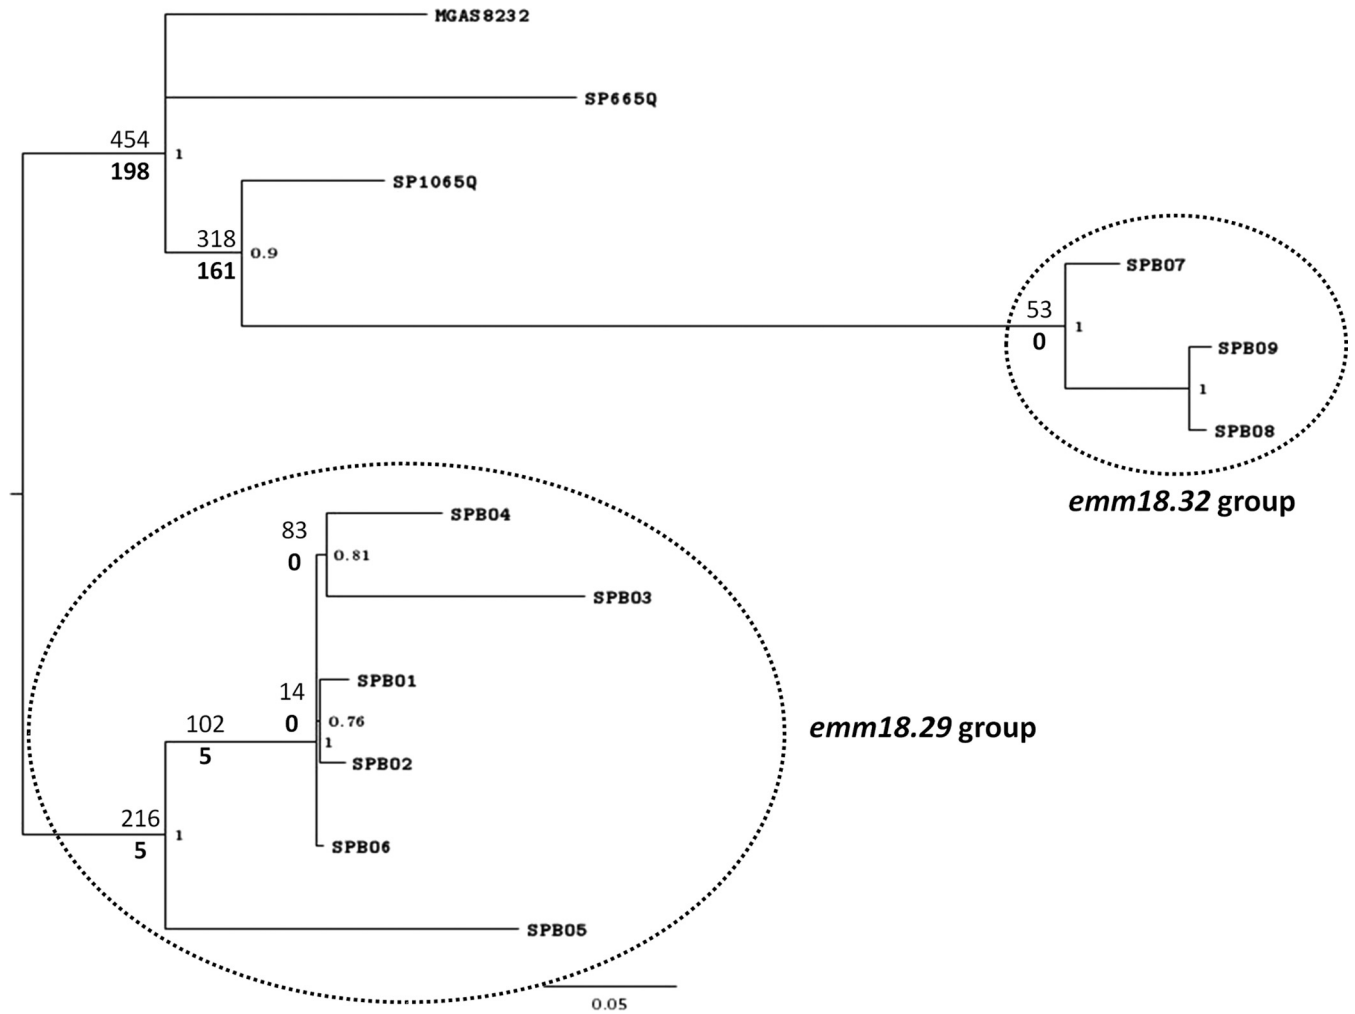 MGAS8232
SP665Q
454
1
198
SP1065Q
318
0.9
161
SPB07
53
1
0
SPB09
1
SPB08
emm18.32 group
SPB04
83
0.81
0
SPB03
SPB01
14
0.76
0
102
1
5
SPB02
emm18.29 group
216
1
5
SPB06
SPB05
0.05